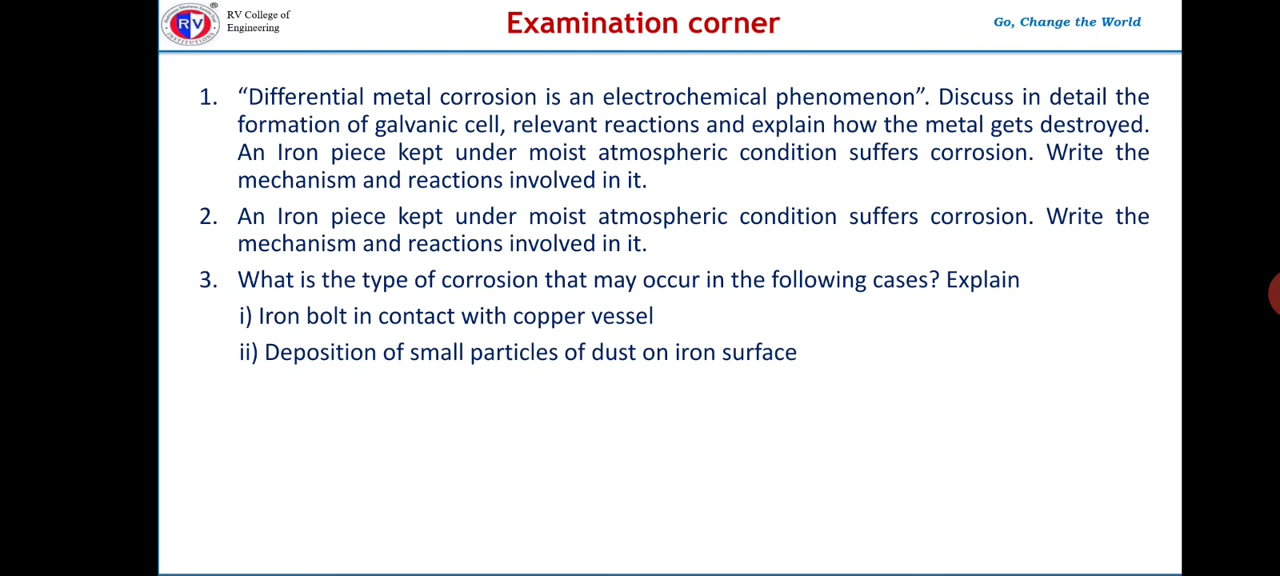 RV College of
Engineering
Examination corner
Go, Change the World
1. “Differential metal corrosion is an electrochemical phenomenon”. Discuss in detail the
formation of galvanic cell, relevant reactions and explain how the metal gets destroyed.
An Iron piece kept under moist atmospheric condition suffers corrosion. Write the
mechanism and reactions involved in it.
2. An Iron piece kept under moist atmospheric condition suffers corrosion. Write the
mechanism and reactions involved in it.
3. What is the type of corrosion that may occur in the following cases? Explain
i) Iron bolt in contact with copper vessel
ii) Deposition of small particles of dust on iron surface